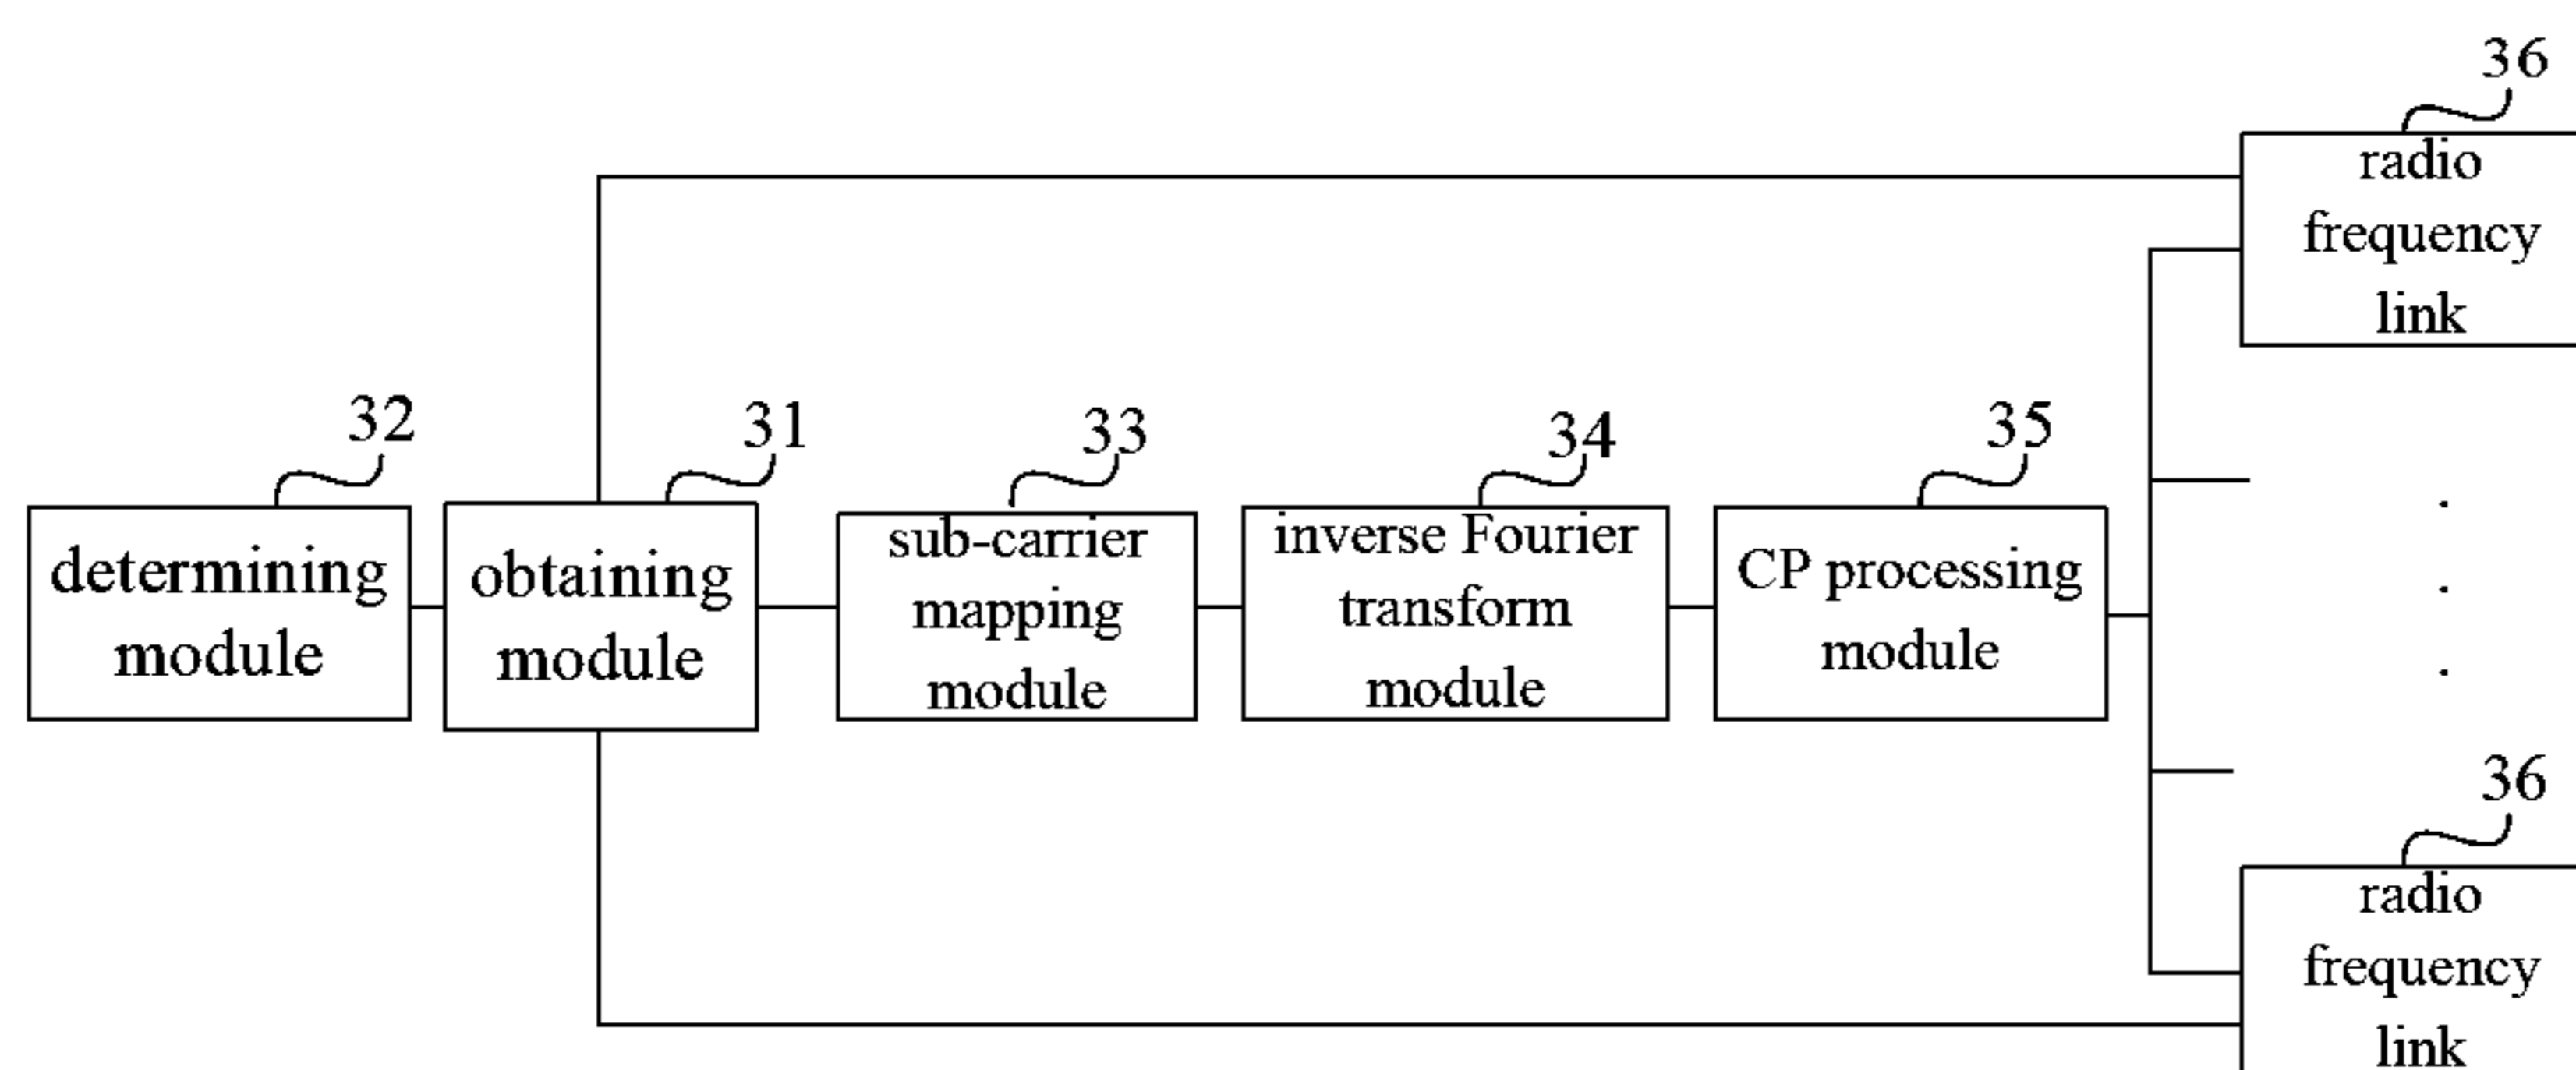 36
radio
frequency
link
32
31
33
34
35
determining
module
obtaining
module
sub-carrier
mapping
module
inverse Fourier
transform
module
CP processing
module
.
.
.
36
radio
frequency
link